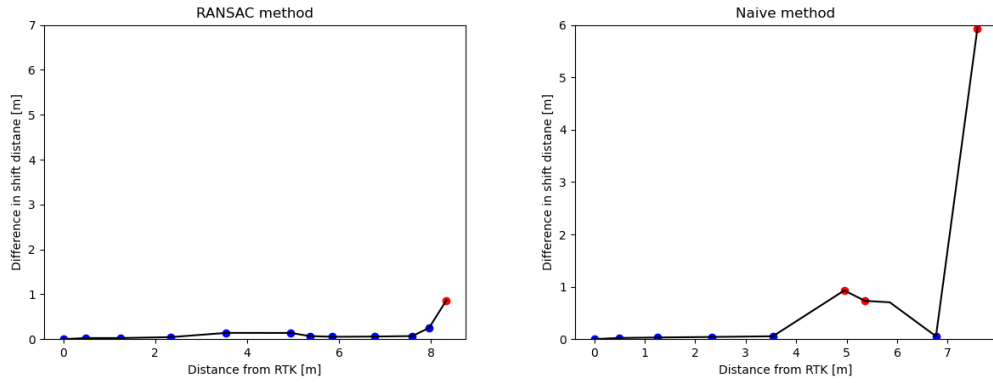 RANSAC method
Difference in shift distane [m]
7
6
5
4
3
2
1
0
0 2 4 6 8
Distance from RTK [m]
Naive method
Difference in shift distane [m]
6
5
4
3
2
1
0
0 1 2 3 4 5 6 7
Distance from RTK [m]